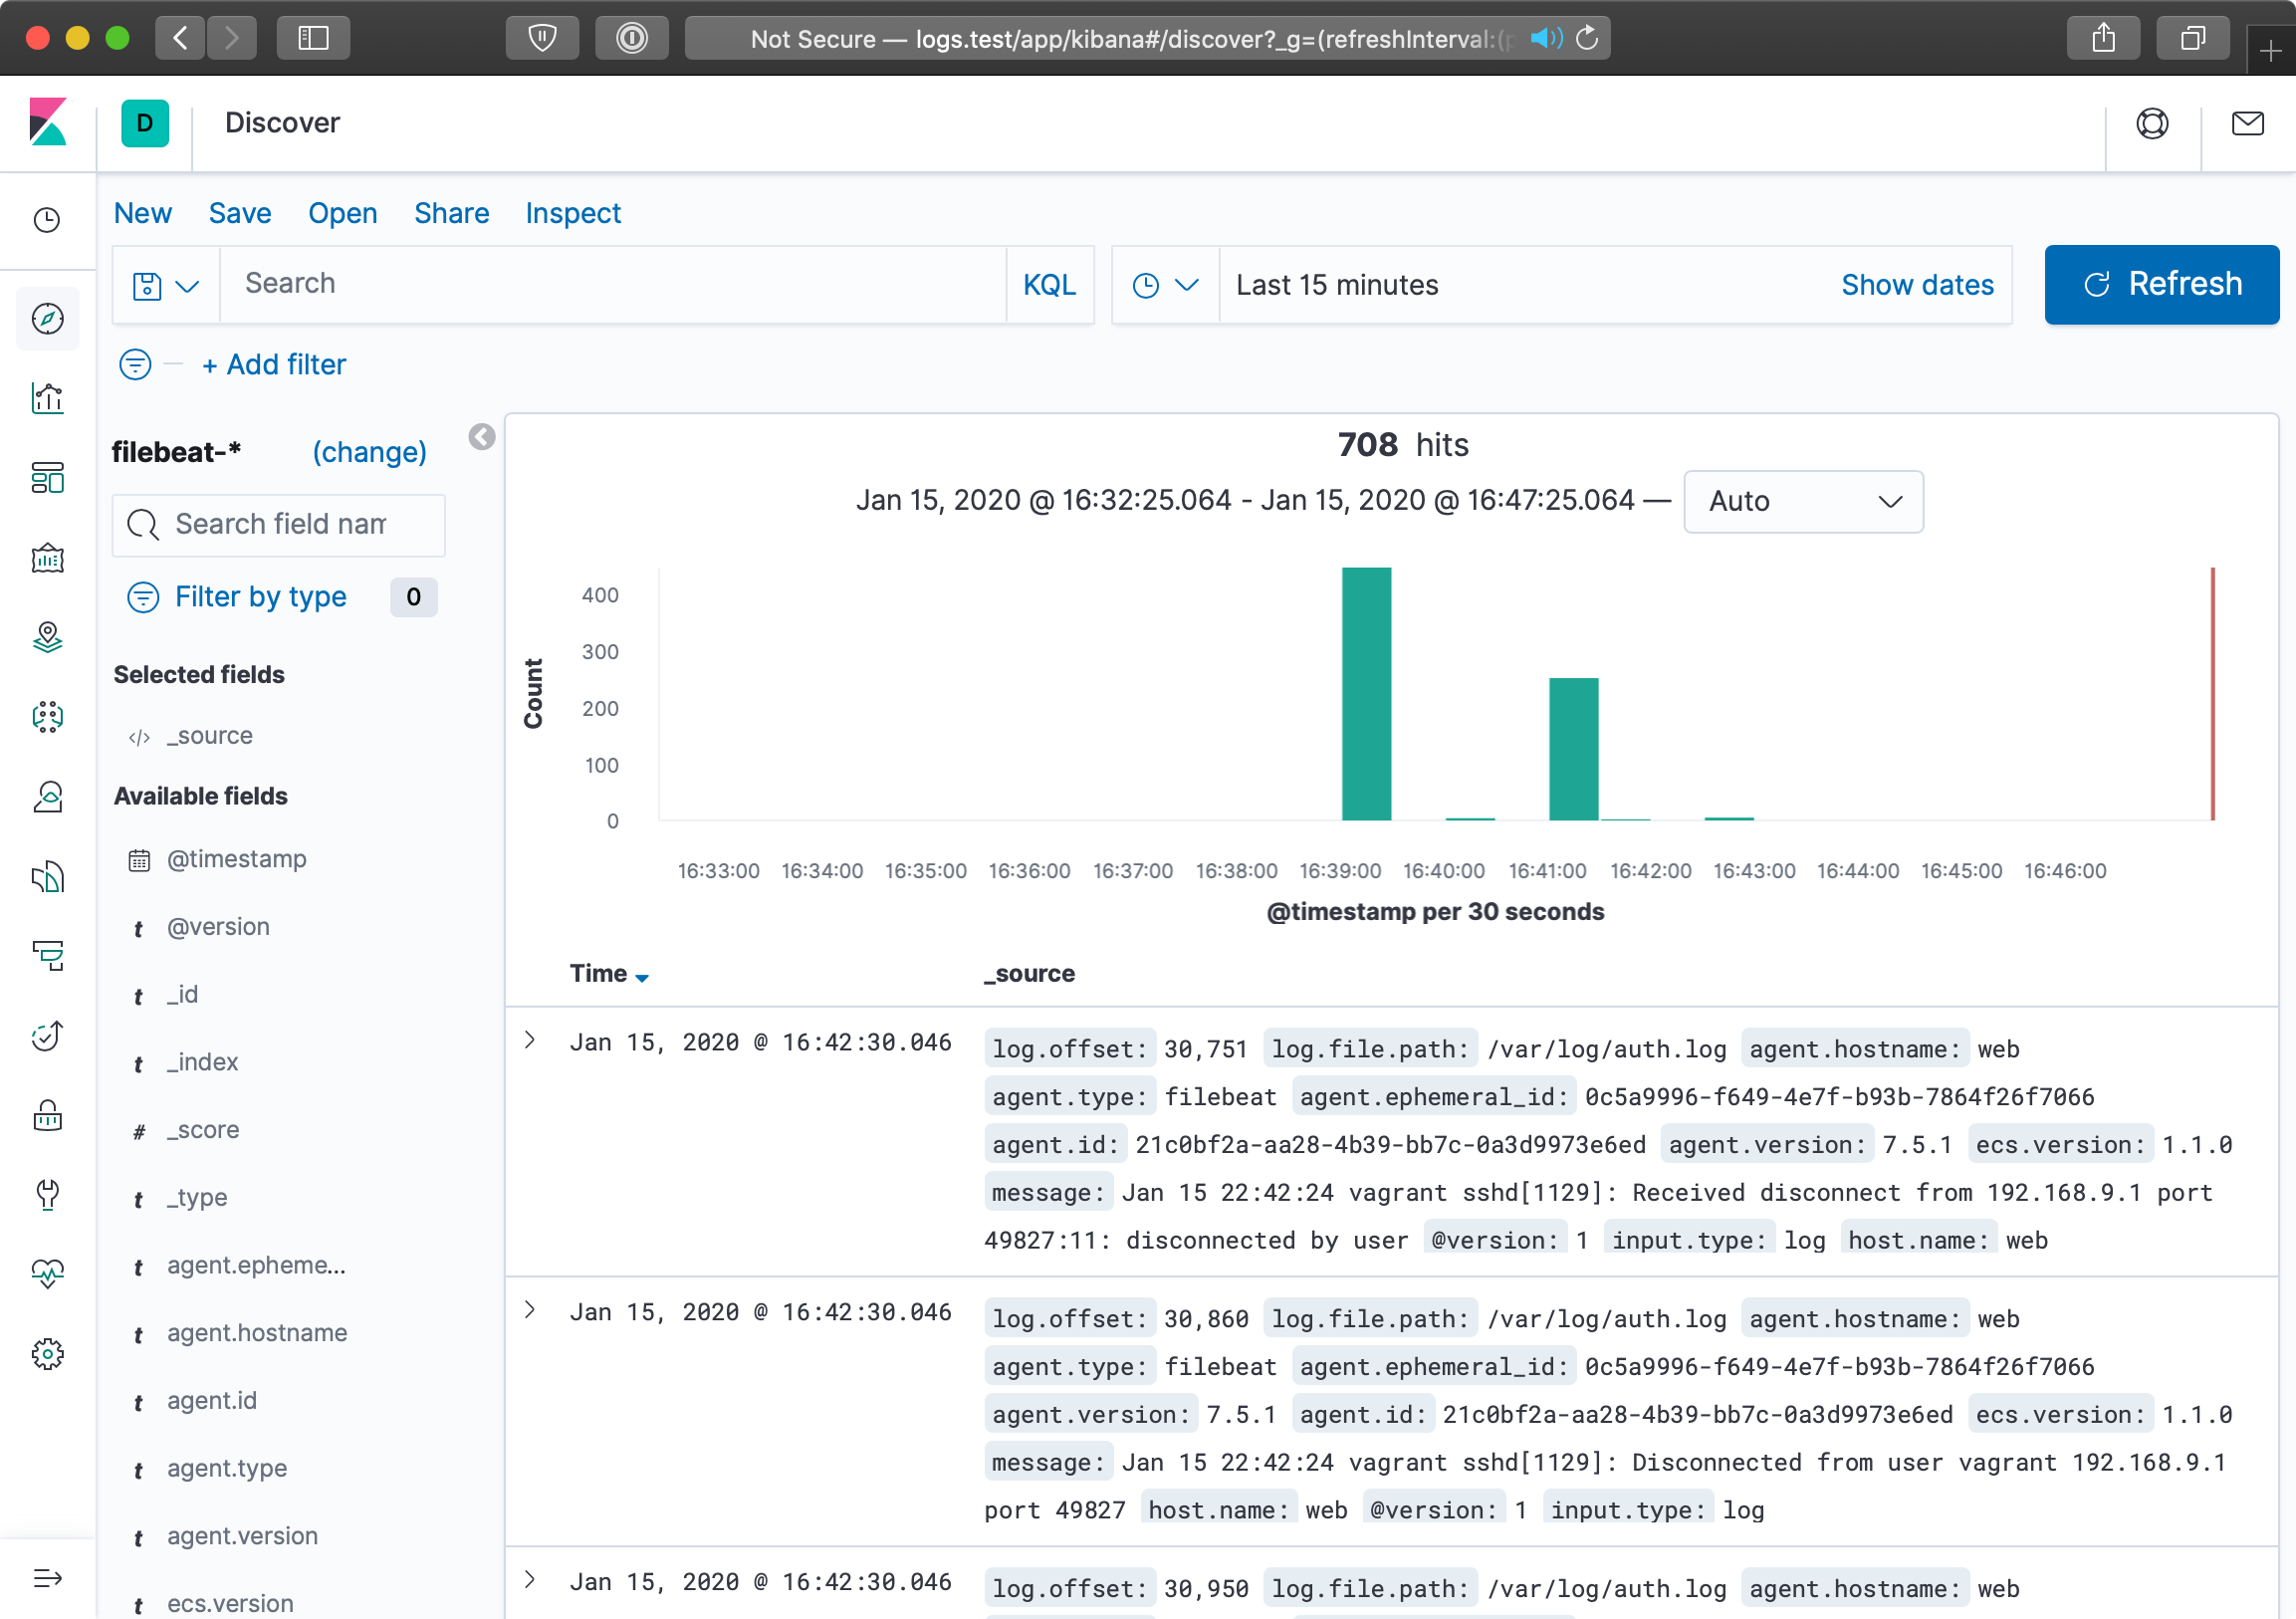 Not Secure — logs.test/app/kibana#/discover?_g=(refreshInterval:(
D Discover
New Save Open Share Inspect
Search KQL Last 15 minutes Show dates Refresh
+ Add filter
filebeat-* (change)
Search field nam
Filter by type 0
Selected fields
</> _source
Available fields
@timestamp
t @version
t _id
t _index
# _score
t _type
t agent.epheme...
t agent.hostname
t agent.id
t agent.type
t agent.version
t ecs.version
708 hits
Jan 15, 2020 @ 16:32:25.064 - Jan 15, 2020 @ 16:47:25.064 — Auto
Count
400
300
200
100
0
16:33:00 16:34:00 16:35:00 16:36:00 16:37:00 16:38:00 16:39:00 16:40:00 16:41:00 16:42:00 16:43:00 16:44:00 16:45:00 16:46:00
@timestamp per 30 seconds
Time _source
Jan 15, 2020 @ 16:42:30.046 log.offset: 30,751 log.file.path: /var/log/auth.log agent.hostname: web
agent.type: filebeat agent.ephemeral_id: 0c5a9996-f649-4e7f-b93b-7864f26f7066
agent.id: 21c0bf2a-aa28-4b39-bb7c-0a3d9973e6ed agent.version: 7.5.1 ecs.version: 1.1.0
message: Jan 15 22:42:24 vagrant sshd[1129]: Received disconnect from 192.168.9.1 port
49827:11: disconnected by user @version: 1 input.type: log host.name: web
Jan 15, 2020 @ 16:42:30.046 log.offset: 30,860 log.file.path: /var/log/auth.log agent.hostname: web
agent.type: filebeat agent.ephemeral_id: 0c5a9996-f649-4e7f-b93b-7864f26f7066
agent.version: 7.5.1 agent.id: 21c0bf2a-aa28-4b39-bb7c-0a3d9973e6ed ecs.version: 1.1.0
message: Jan 15 22:42:24 vagrant sshd[1129]: Disconnected from user vagrant 192.168.9.1
port 49827 host.name: web @version: 1 input.type: log
Jan 15, 2020 @ 16:42:30.046 log.offset: 30,950 log.file.path: /var/log/auth.log agent.hostname: web